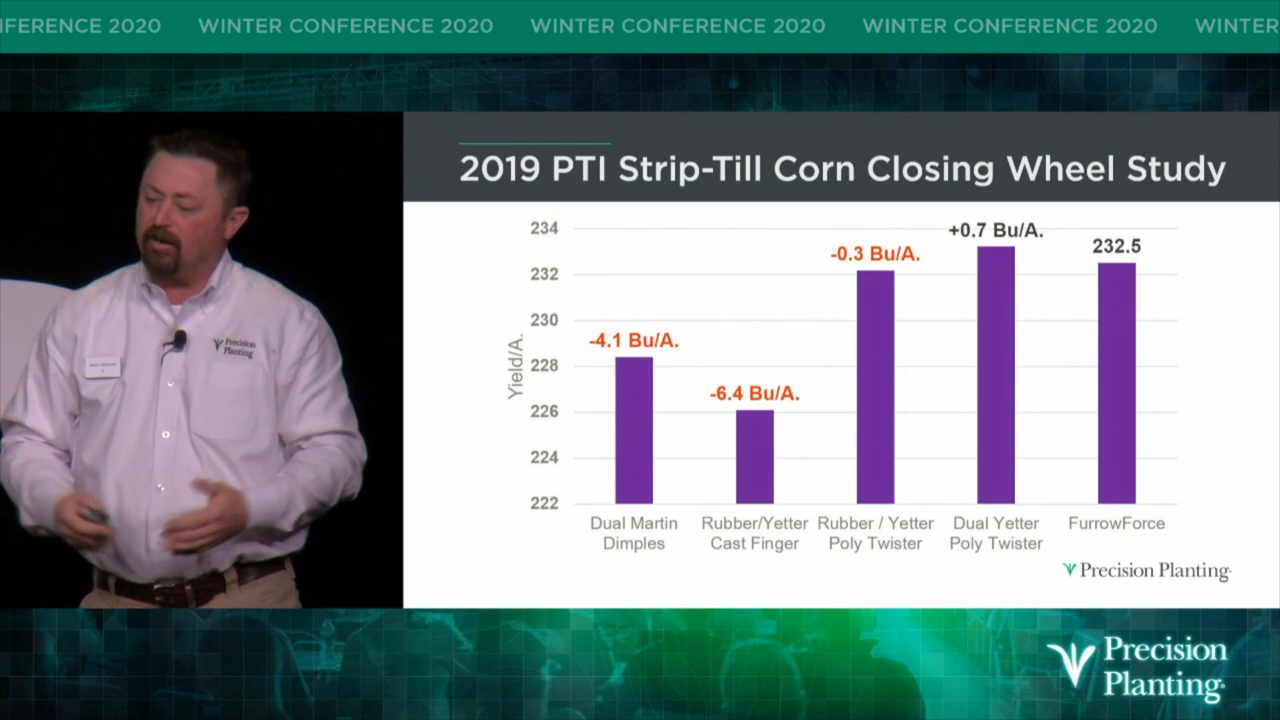 FERENCE 2020 WINTER CONFERENCE 2020 WINTER CONFERENCE 2020 WINTER CONFERENCE 2020 WINTER
2019 PTI Strip-Till Corn Closing Wheel Study
Yield/A.
234
232
230
228
226
224
222
-4.1 Bu/A.
-6.4 Bu/A.
-0.3 Bu/A.
+0.7 Bu/A.
232.5
Dual Martin
Dimples
Rubber/Yetter
Cast Finger
Rubber / Yetter
Poly Twister
Dual Yetter
Poly Twister
FurrowForce
Precision Planting
Precision
Planting
Precision
Planting